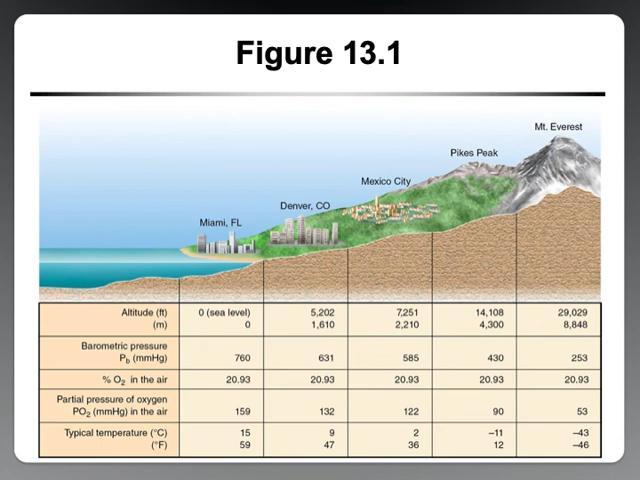 Figure 13.1
Mt. Everest
Pikes Peak
Mexico City
Denver, CO
Miami, FL
Altitude (ft) 0 (sea level) 5,202 7,251 14,108 29,029
(m) 0 1,610 2,210 4,300 8,848
Barometric pressure
Pb (mmHg) 760 631 585 430 253
% O2 in the air 20.93 20.93 20.93 20.93 20.93
Partial pressure of oxygen
PO2 (mmHg) in the air 159 132 122 90 53
Typical temperature (°C) 15 9 2 –11 –43
(°F) 59 47 36 12 –46